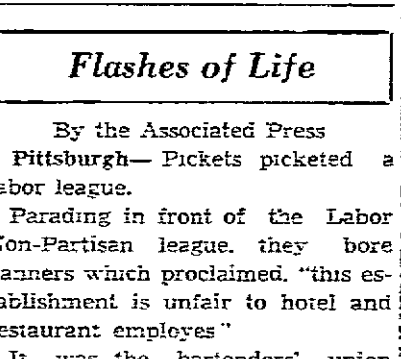 Flashes of Life
By the Associated Press
Pittsburgh— Pickets picketed a
abor league.
Parading in front of the Labor
on-Partisan league. they bore
anners which proclaimed. "this es-
ablishment is unfair to hotel and
estaurant employes"
It was the bartenders' union